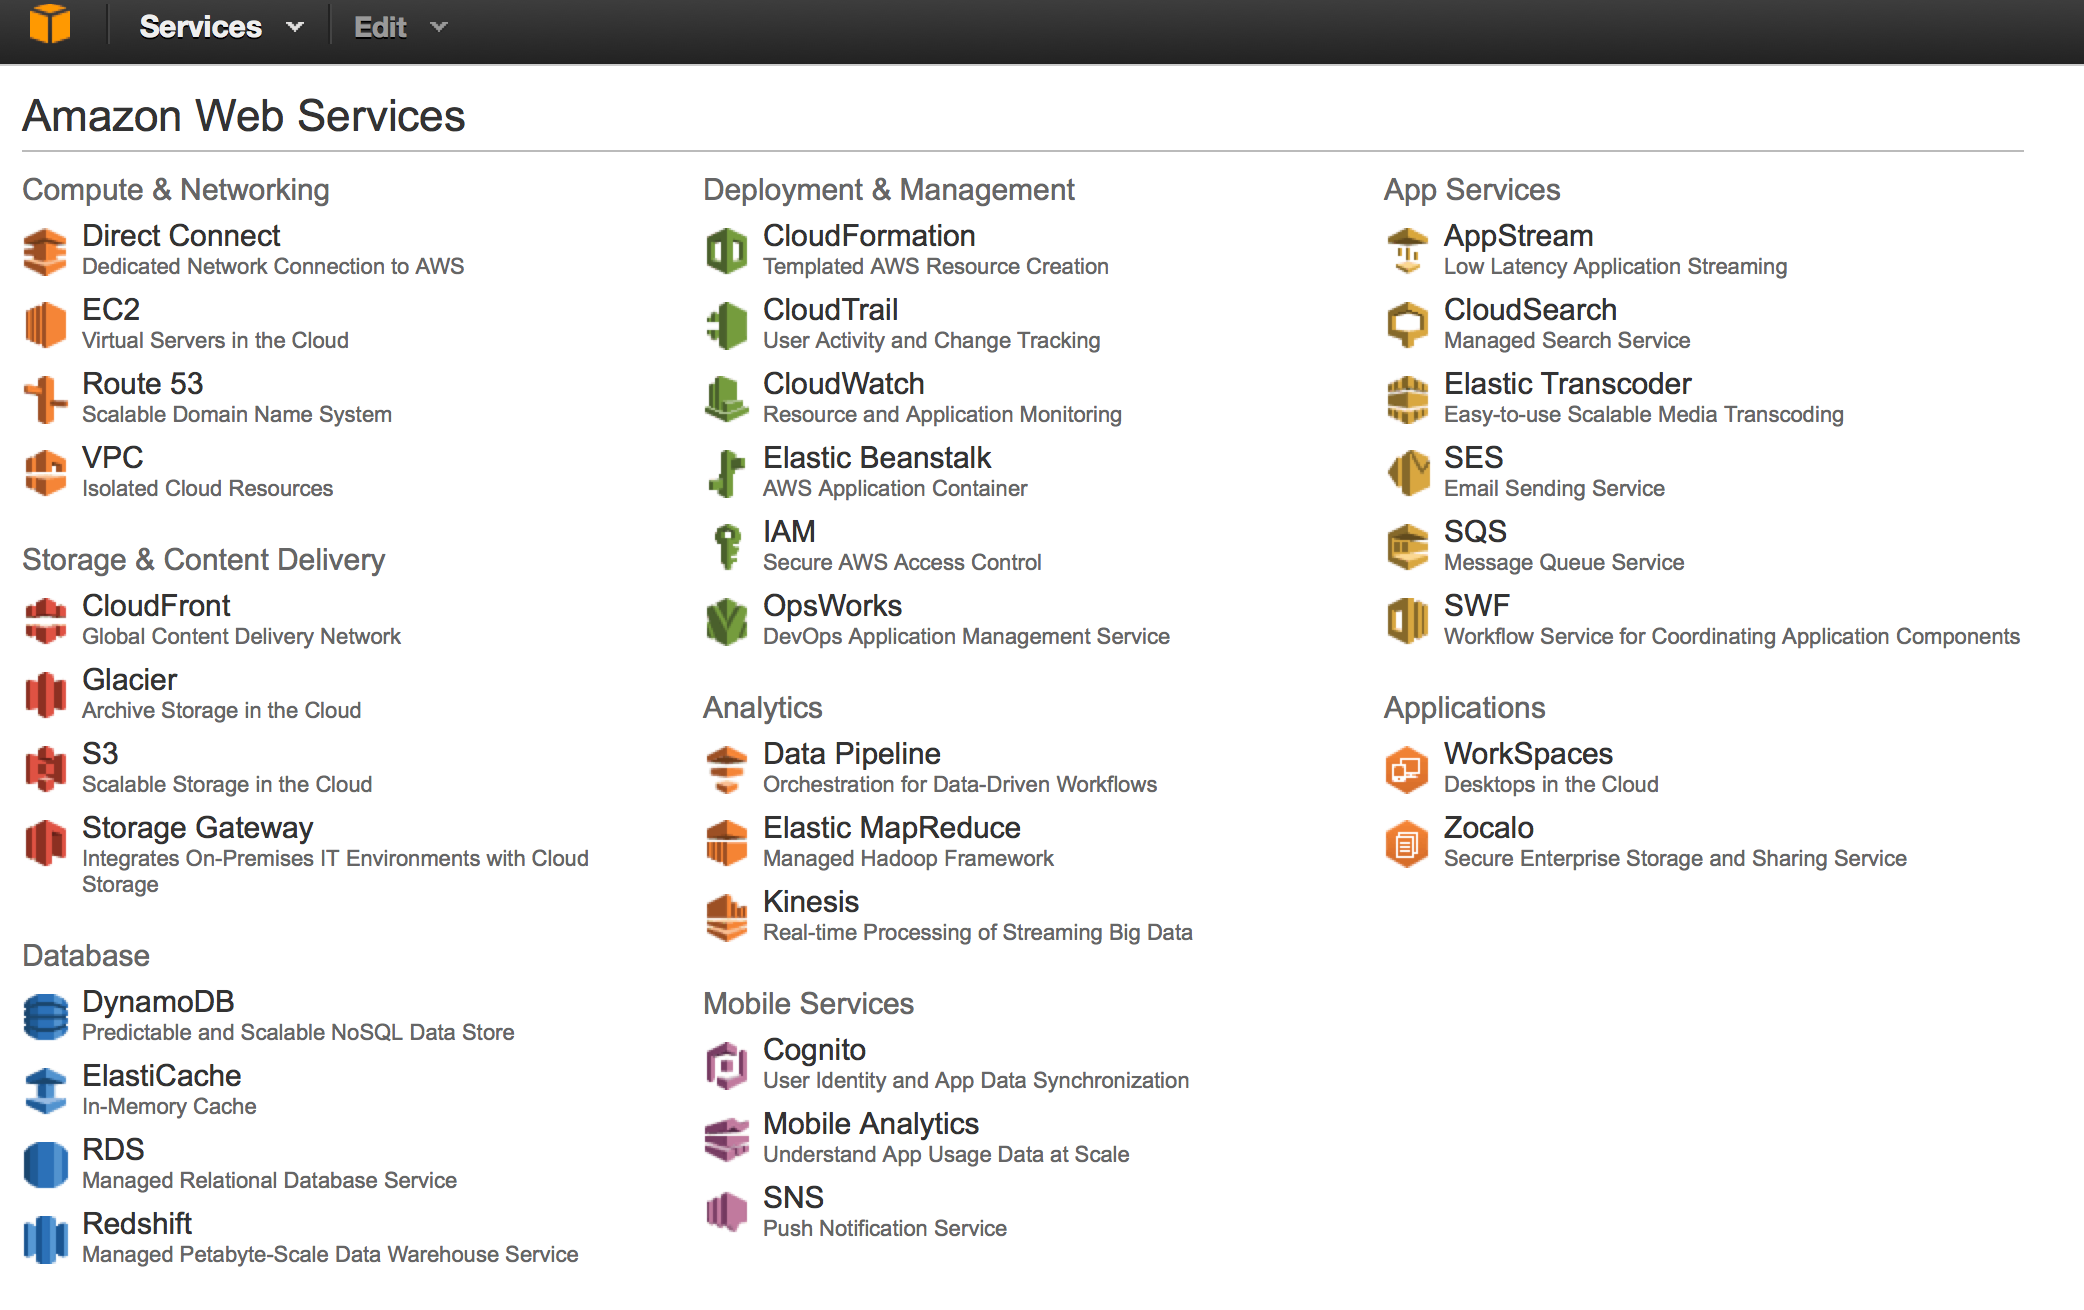 Services
Edit
Amazon Web Services
Compute & Networking
Direct Connect
Dedicated Network Connection to AWS
EC2
Virtual Servers in the Cloud
Route 53
Scalable Domain Name System
VPC
Isolated Cloud Resources
Storage & Content Delivery
CloudFront
Global Content Delivery Network
Glacier
Archive Storage in the Cloud
S3
Scalable Storage in the Cloud
Storage Gateway
Integrates On-Premises IT Environments with Cloud
Storage
Database
DynamoDB
Predictable and Scalable NoSQL Data Store
ElastiCache
In-Memory Cache
RDS
Managed Relational Database Service
Redshift
Managed Petabyte-Scale Data Warehouse Service
Deployment & Management
CloudFormation
Templated AWS Resource Creation
CloudTrail
User Activity and Change Tracking
CloudWatch
Resource and Application Monitoring
Elastic Beanstalk
AWS Application Container
IAM
Secure AWS Access Control
OpsWorks
DevOps Application Management Service
Analytics
Data Pipeline
Orchestration for Data-Driven Workflows
Elastic MapReduce
Managed Hadoop Framework
Kinesis
Real-time Processing of Streaming Big Data
Mobile Services
Cognito
User Identity and App Data Synchronization
Mobile Analytics
Understand App Usage Data at Scale
SNS
Push Notification Service
App Services
AppStream
Low Latency Application Streaming
CloudSearch
Managed Search Service
Elastic Transcoder
Easy-to-use Scalable Media Transcoding
SES
Email Sending Service
SQS
Message Queue Service
SWF
Workflow Service for Coordinating Application Components
Applications
WorkSpaces
Desktops in the Cloud
Zocalo
Secure Enterprise Storage and Sharing Service